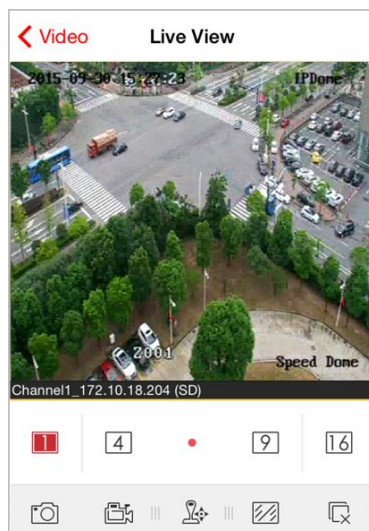 Video
Live View
2015-09-30 15:27:23
IPDome
2001
Speed Dome
Channel1_172.10.18.204 (SD)
1
4
9
16